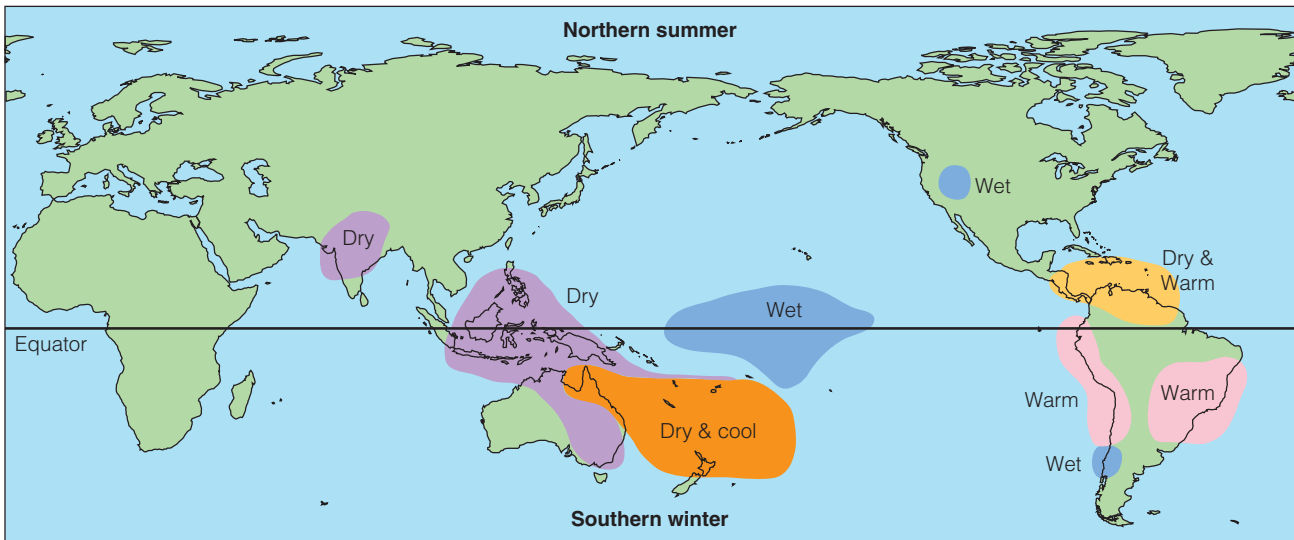 Northern summer
Wet
Dry
Dry &
Warm
Dry
Wet
Equator
Warm
Warm
Dry & cool
Wet
Southern winter